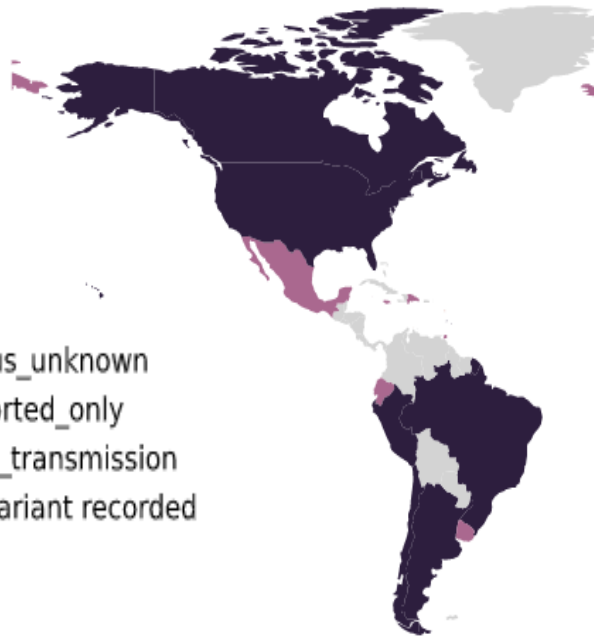 us_unknown
orted_only
_transmission
ariant recorded